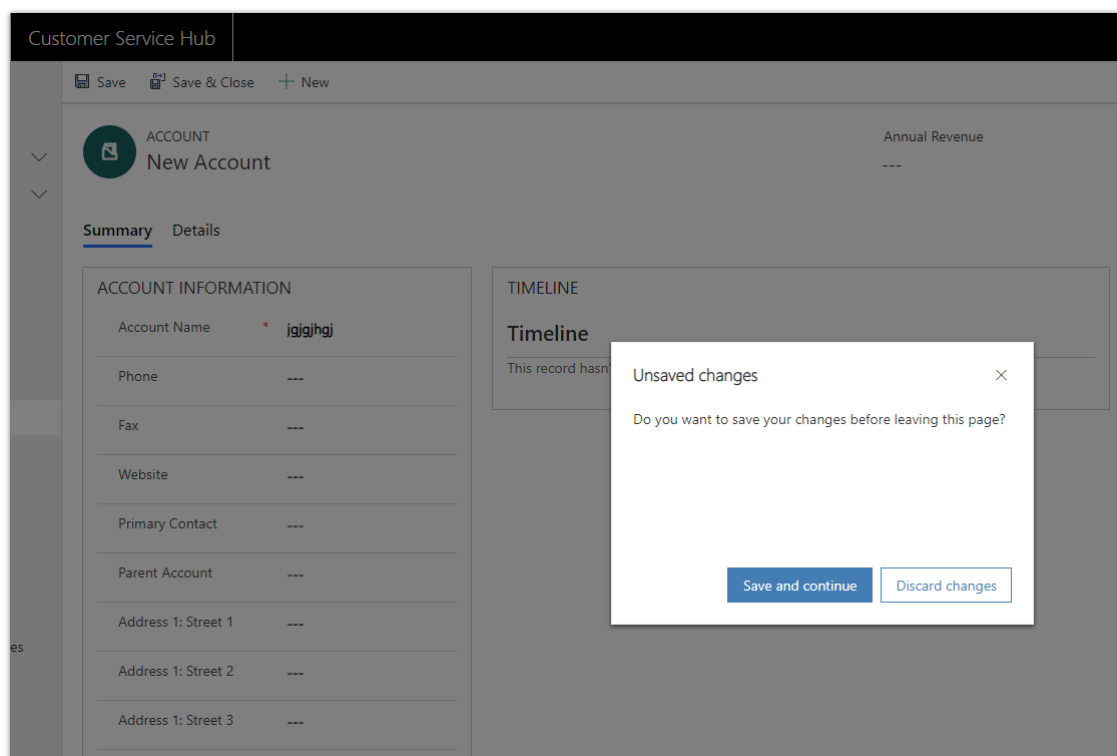 Customer Service Hub
Save Save & Close New
ACCOUNT
New Account
Annual Revenue
---
Summary Details
ACCOUNT INFORMATION
Account Name * jgjgjhgj
Phone ---
Fax ---
Website ---
Primary Contact ---
Parent Account ---
Address 1: Street 1 ---
Address 1: Street 2 ---
Address 1: Street 3 ---
es
TIMELINE
Timeline
This record hasn'
Unsaved changes
Do you want to save your changes before leaving this page?
Save and continue Discard changes